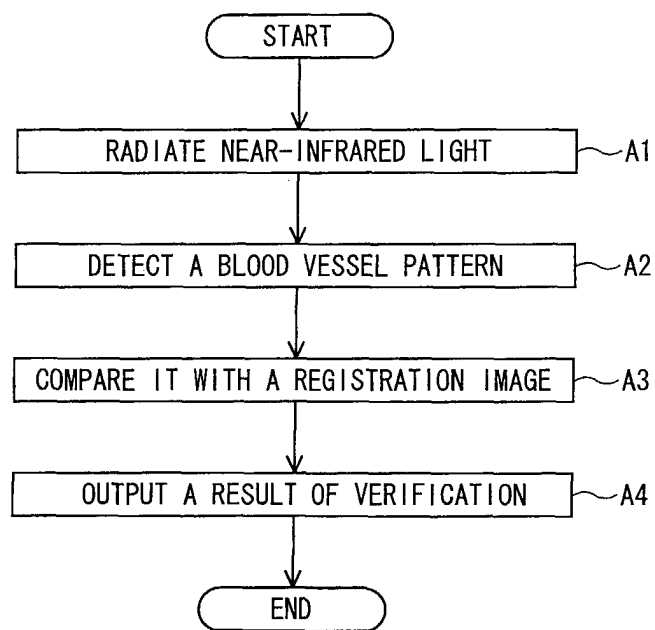 START
RADIATE NEAR-INFRARED LIGHT
A1
DETECT A BLOOD VESSEL PATTERN
A2
COMPARE IT WITH A REGISTRATION IMAGE
A3
OUTPUT A RESULT OF VERIFICATION
A4
END